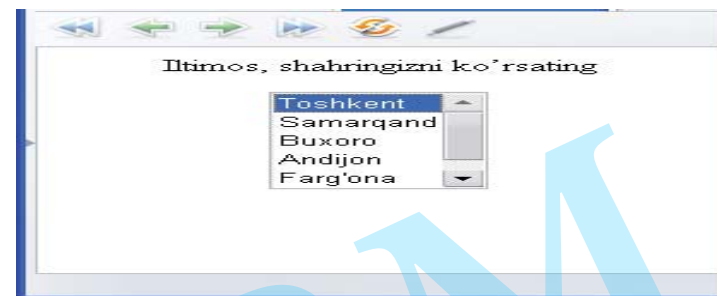 Iltimos, shahringizni ko’rsating
Toshkent
Samarqand
Buxoro
Andijon
Farg'ona